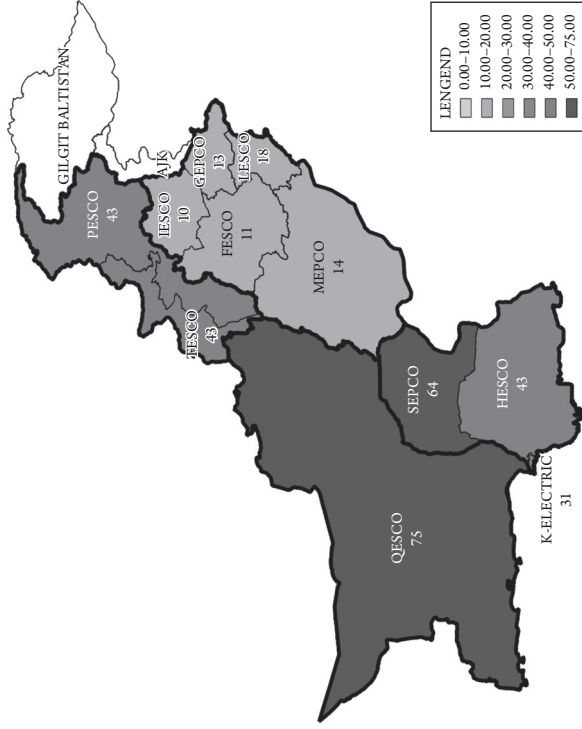 GILGIT BALTISTAN
PESCO
43
AJK
IESCO
10
GEPCO
13
LESCO
18
FESCO
11
TESCO
43
MEPCO
14
SEPCO
64
HESCO
43
QESCO
75
K-ELECTRIC
31
LENGEND
0.00–10.00
10.00–20.00
20.00–30.00
30.00–40.00
40.00–50.00
50.00–75.00